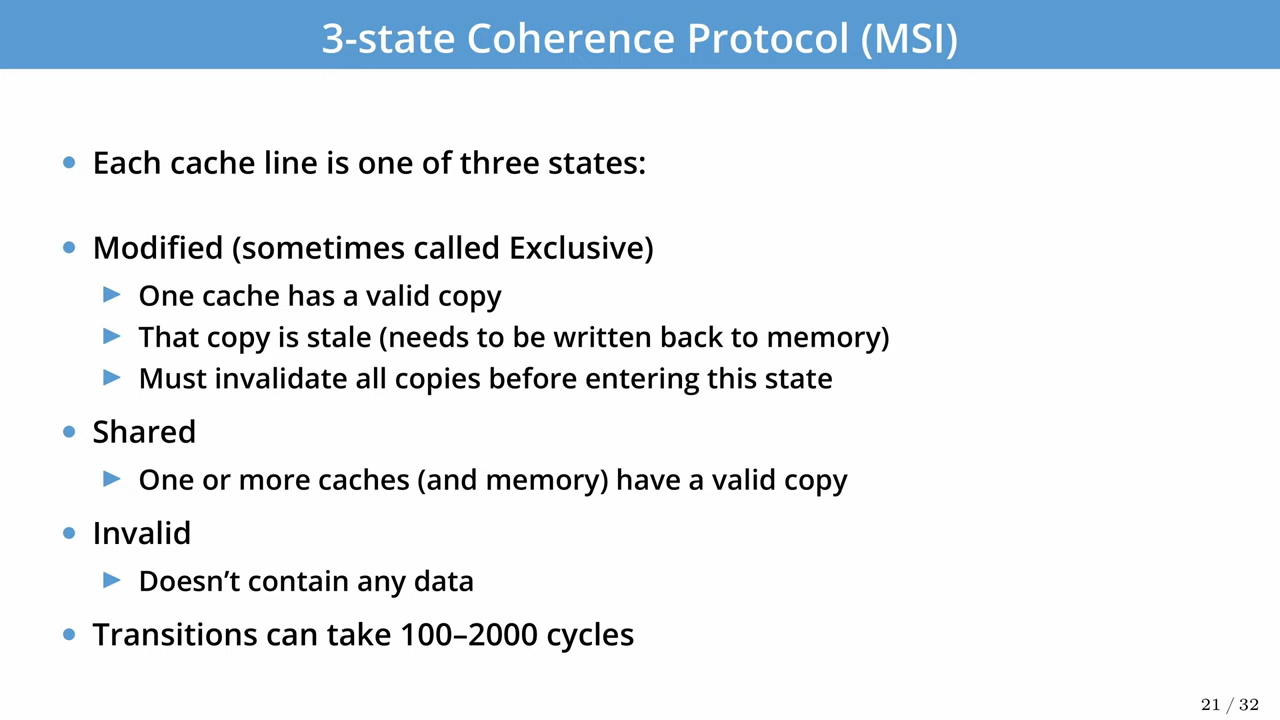 3-state Coherence Protocol (MSI)
• Each cache line is one of three states:
• Modified (sometimes called Exclusive)
▶ One cache has a valid copy
▶ That copy is stale (needs to be written back to memory)
▶ Must invalidate all copies before entering this state
• Shared
▶ One or more caches (and memory) have a valid copy
• Invalid
▶ Doesn’t contain any data
• Transitions can take 100–2000 cycles
21 / 32